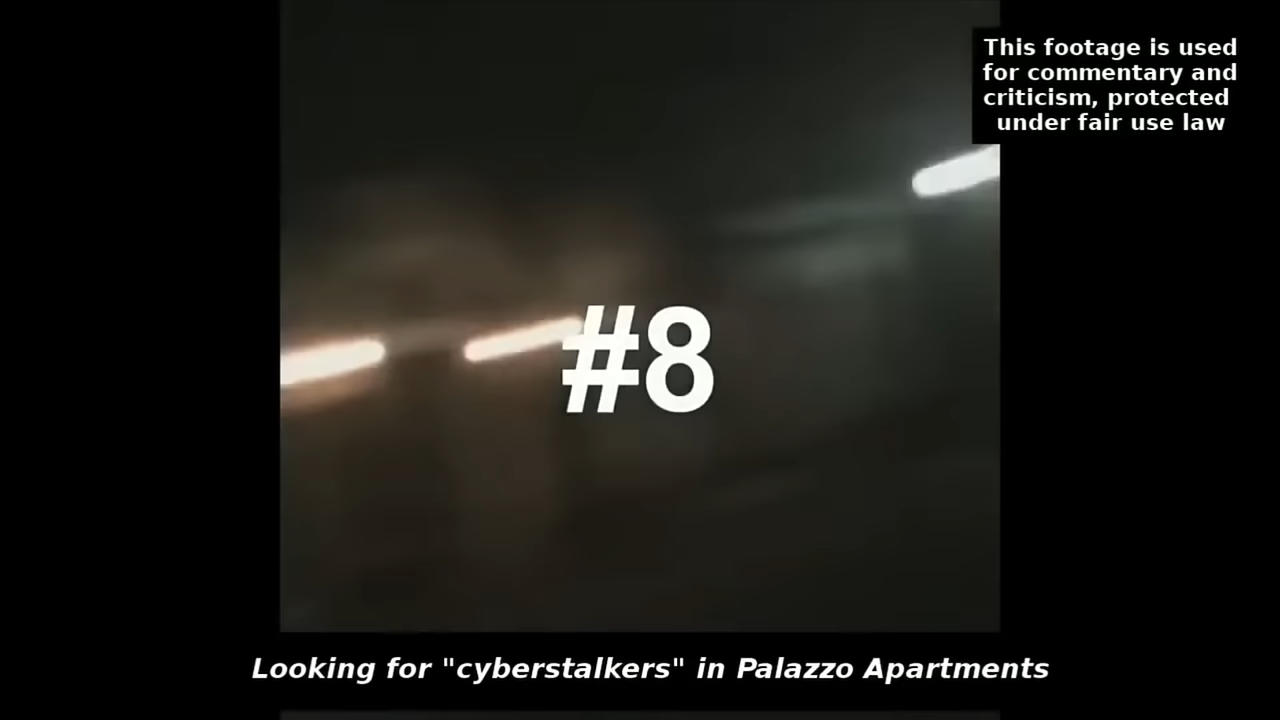 This footage is used
for commentary and
criticism, protected
under fair use law
#8
Looking for "cyberstalkers" in Palazzo Apartments